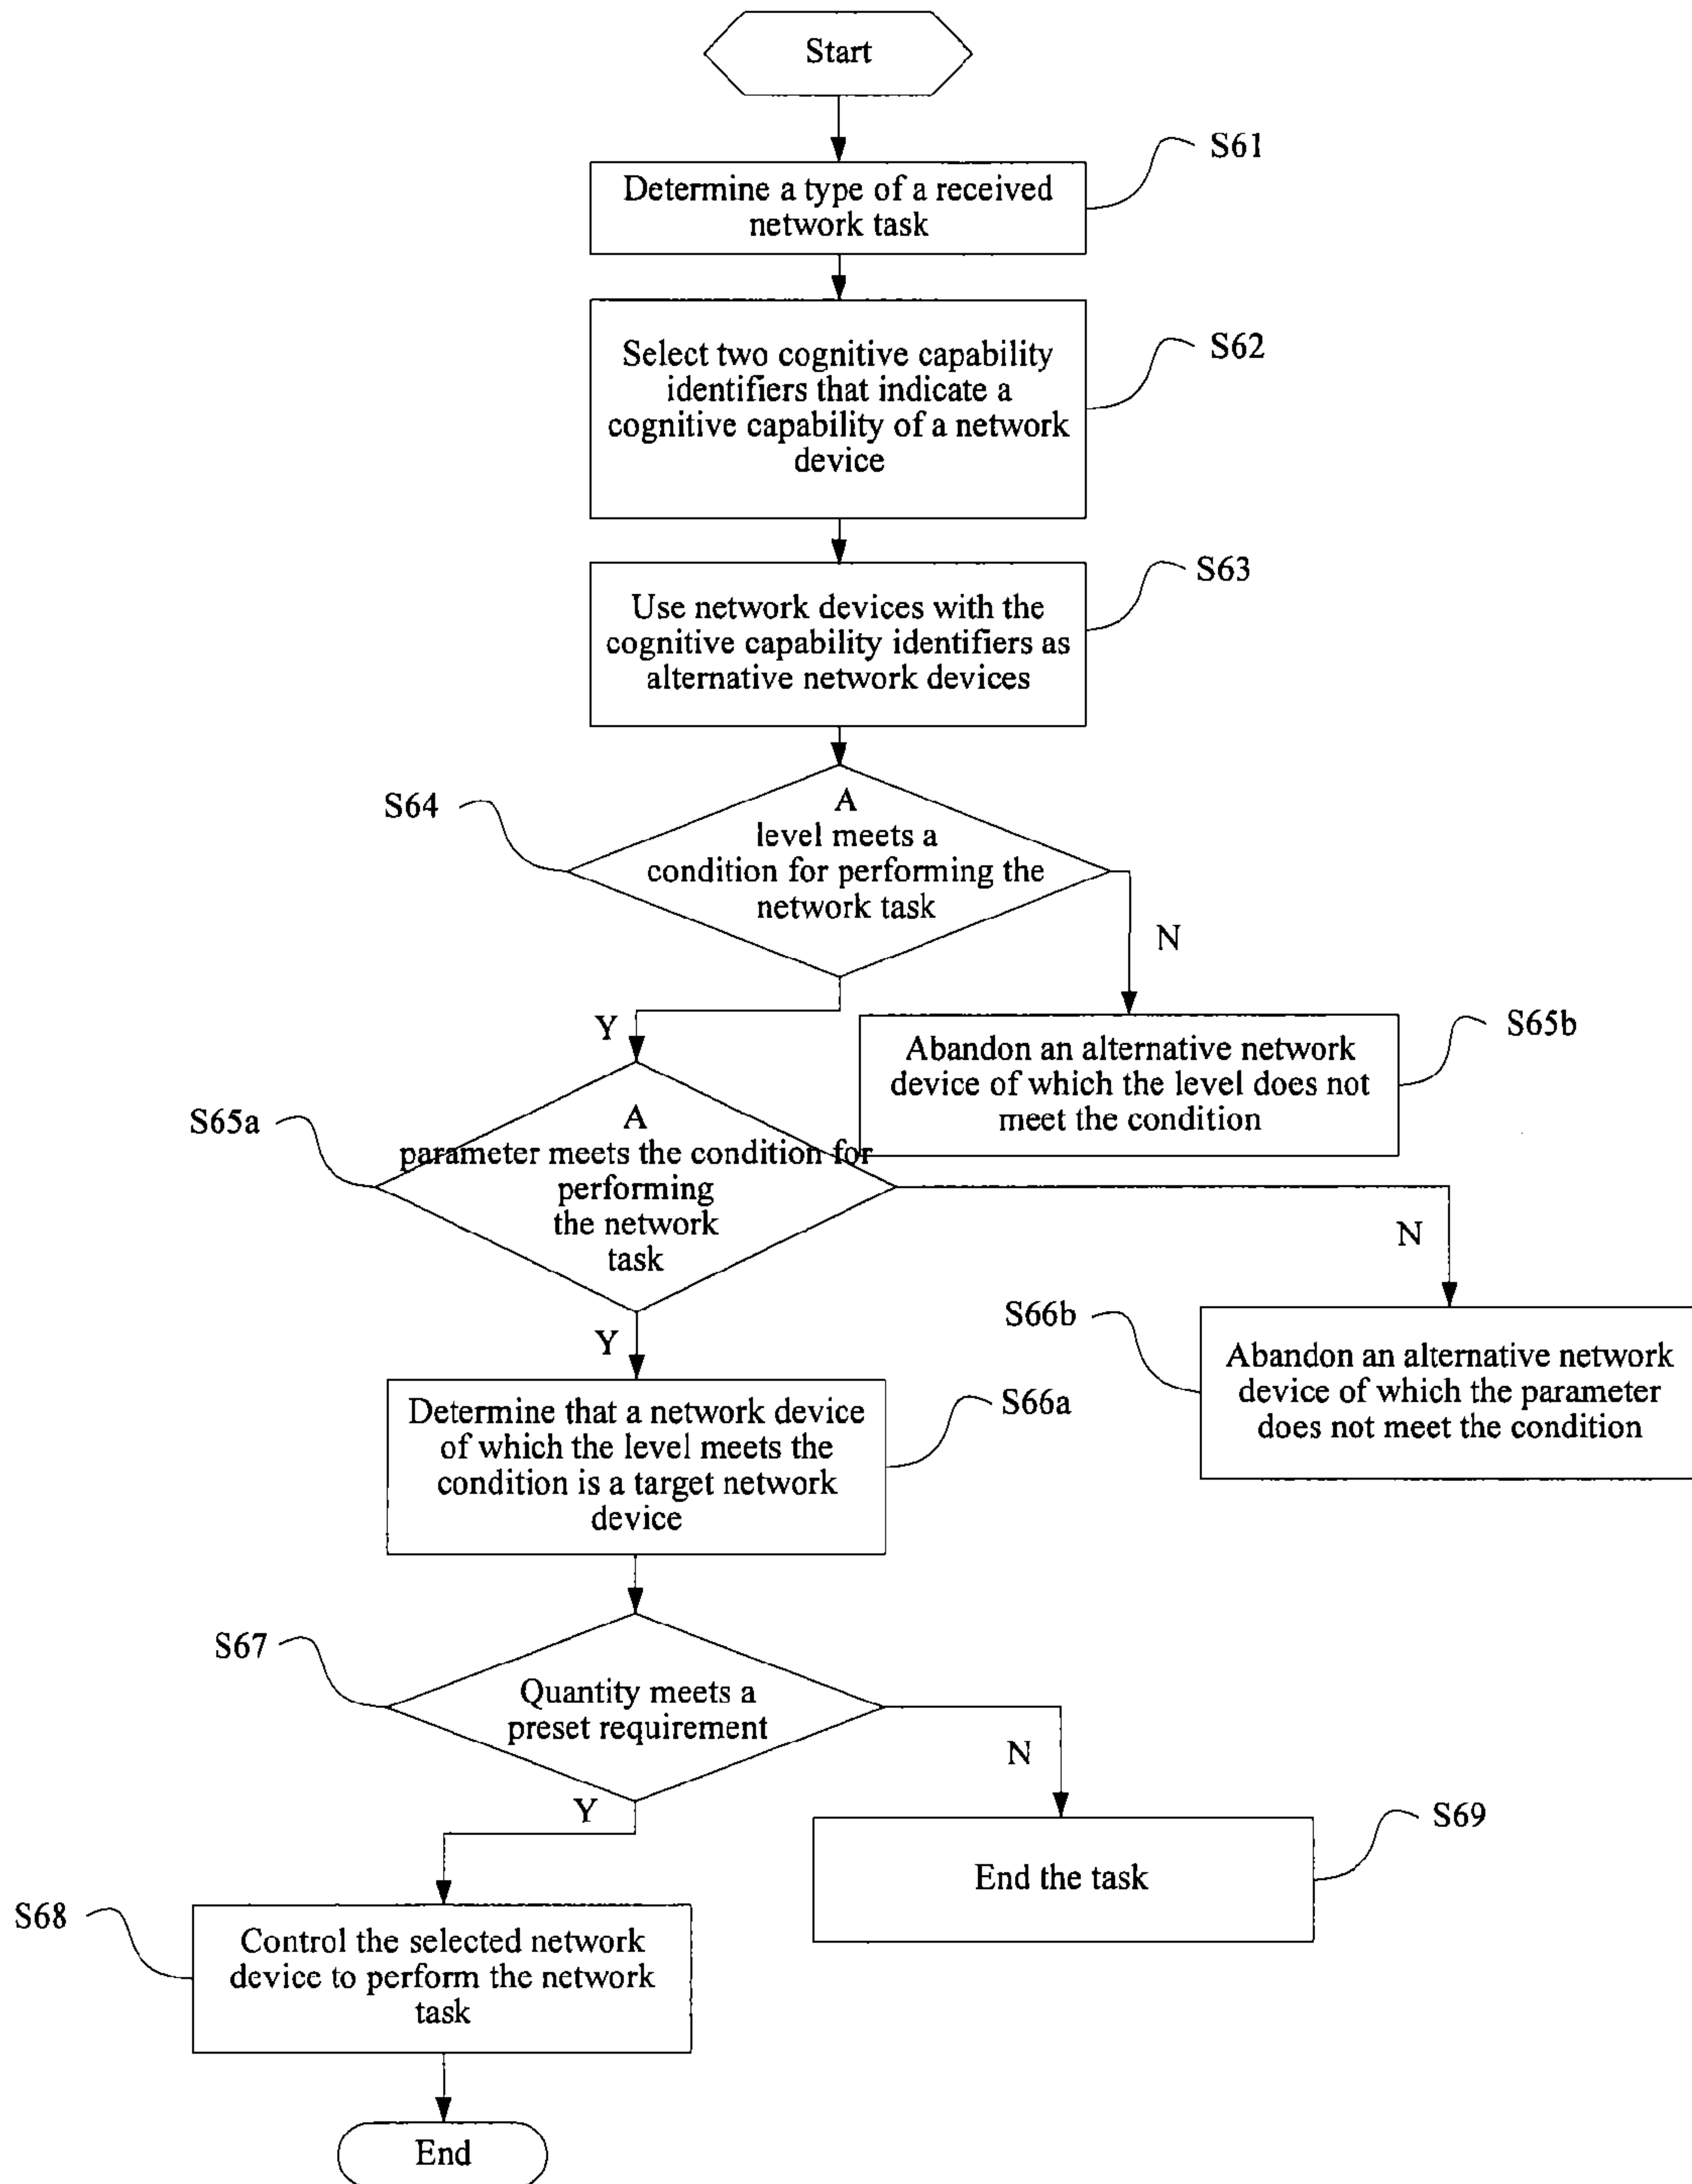 Start
S61
Determine a type of a received
network task
S62
Select two cognitive capability
identifiers that indicate a
cognitive capability of a network
device
S63
Use network devices with the
cognitive capability identifiers as
alternative network devices
S64
A
level meets a
condition for performing the
network task
N
Y
S65b
Abandon an alternative network
device of which the level does not
meet the condition
S65a
A
parameter meets the condition for
performing
the network
task
N
Y
S66b
Abandon an alternative network
device of which the parameter
does not meet the condition
S66a
Determine that a network device
of which the level meets the
condition is a target network
device
S67
Quantity meets a
preset requirement
N
Y
S69
End the task
S68
Control the selected network
device to perform the network
task
End